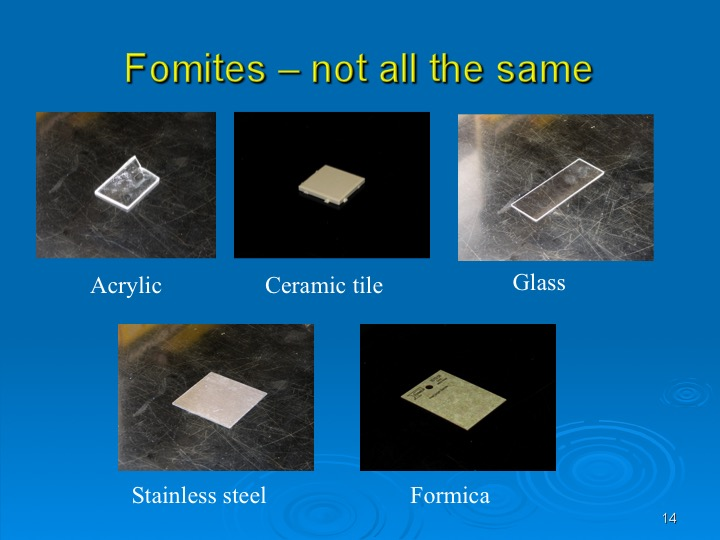 Fomites – not all the same
Acrylic
Ceramic tile
Glass
Stainless steel
Formica
14